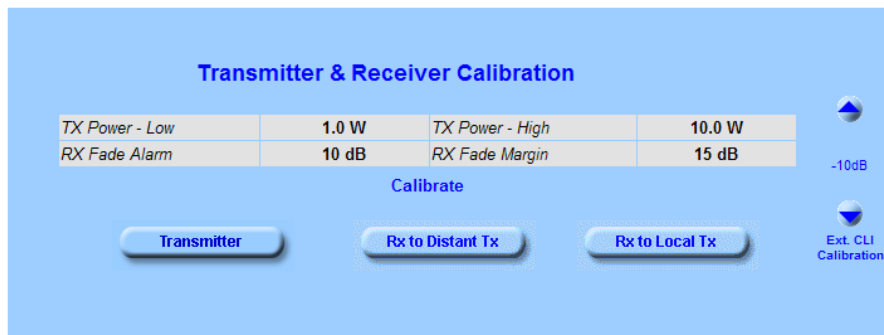 Transmitter & Receiver Calibration
TX Power - Low 1.0 W TX Power - High 10.0 W
RX Fade Alarm 10 dB RX Fade Margin 15 dB
-10dB
Calibrate
Transmitter Rx to Distant Tx Rx to Local Tx
Ext. CLI
Calibration